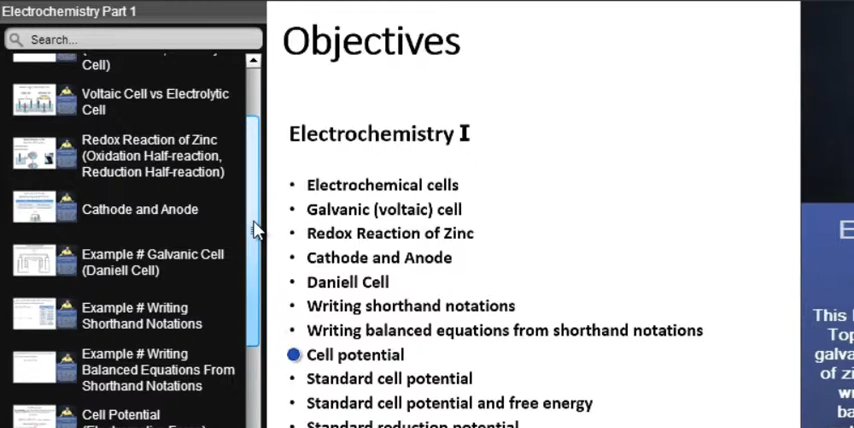 Electrochemistry Part 1
Search...
Cell)
Voltaic Cell vs Electrolytic
Cell
Redox Reaction of Zinc
(Oxidation Half-reaction,
Reduction Half-reaction)
Cathode and Anode
Example # Galvanic Cell
(Daniell Cell)
Example # Writing
Shorthand Notations
Example # Writing
Balanced Equations From
Shorthand Notations
Cell Potential
Objectives
Electrochemistry I
• Electrochemical cells
• Galvanic (voltaic) cell
• Redox Reaction of Zinc
• Cathode and Anode
• Daniell Cell
• Writing shorthand notations
• Writing balanced equations from shorthand notations
Cell potential
• Standard cell potential
• Standard cell potential and free energy
• Standard reduction potential
E
This
Top
galva
of zi
w
ba